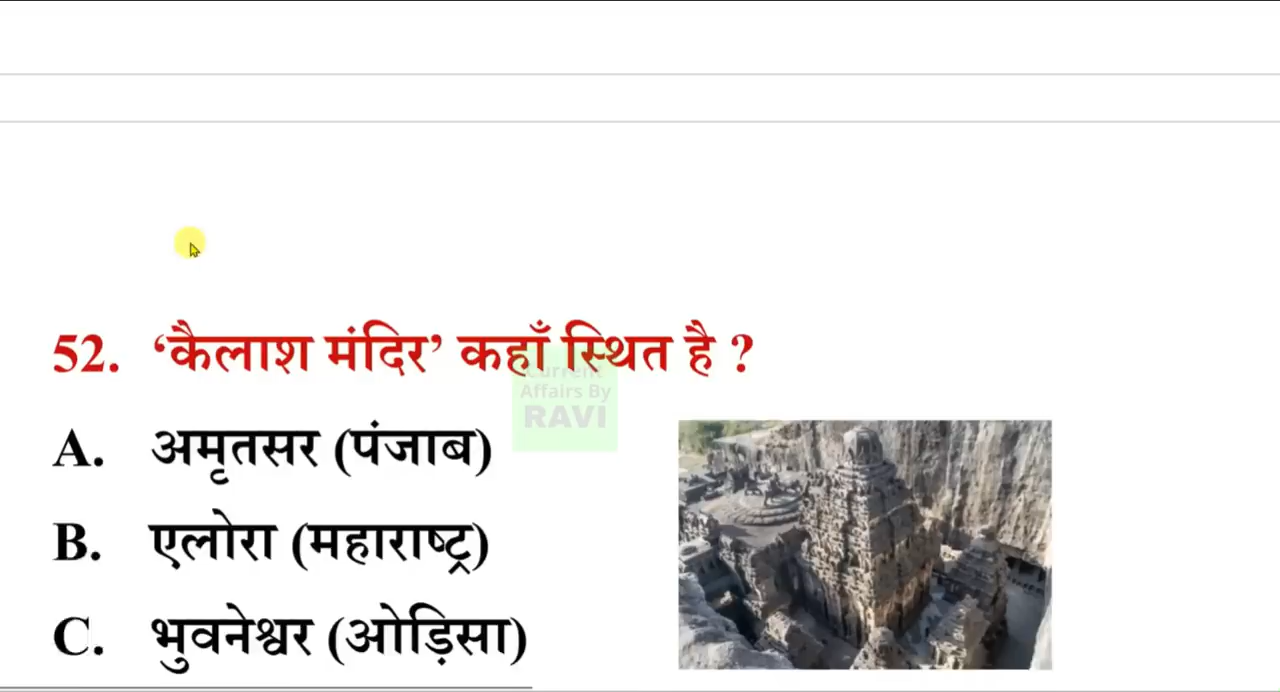 52. ‘कैलाश मंदिर’ कहाँ स्थित है ?
Current
Affairs By
RAVI
A. अमृतसर (पंजाब)
B. एलोरा (महाराष्ट्र)
C. भुवनेश्वर (ओड़िसा)